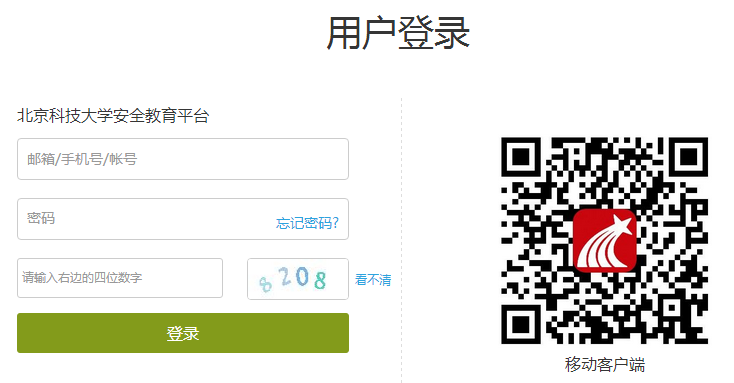 用户登录
北京科技大学安全教育平台
邮箱/手机号/帐号
密码
忘记密码?
请输入右边的四位数字
8208
看不清
登录
移动客户端